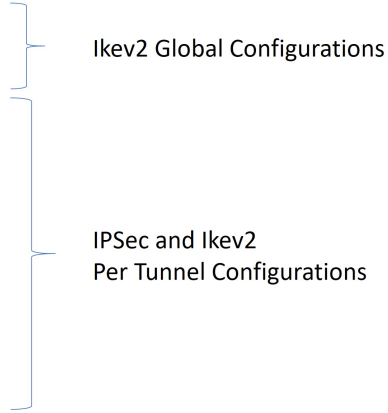 Ikev2 Global Configurations
IPSec and Ikev2
Per Tunnel Configurations